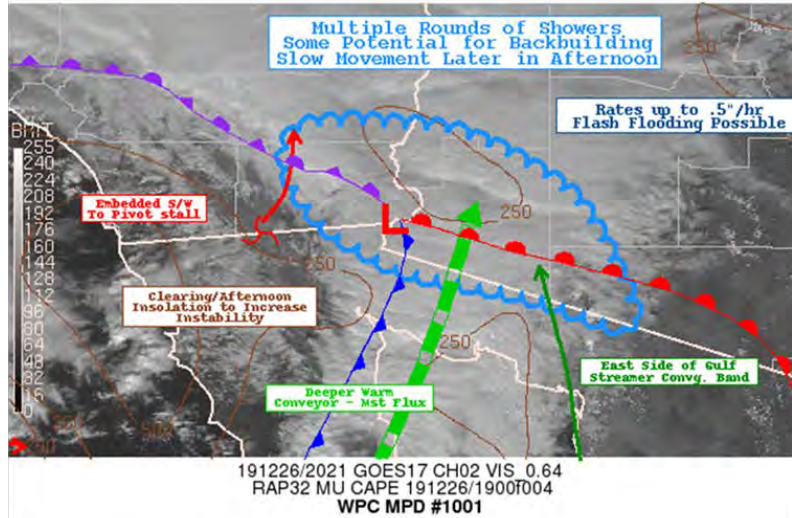 Multiple Rounds of Showers
Some Potential for Backbuilding
Slow Movement Later in Afternoon
250
Rates up to .5"/hr
Flash Flooding Possible
BRIT
255
240
224
208
192
176
160
144
128
112
96
80
64
48
32
16
0
Embedded S/W
To Pivot stall
L
250
250
Clearing/Afternoon
Insolation to Increase
Instability
250
East Side of Gulf
Streamer Convg. Band
Deeper Warm
Conveyor - Mst Flux
500
250
191226/2021 GOES17 CH02 VIS_0.64
RAP32 MU CAPE 191226/1900f004
WPC MPD #1001